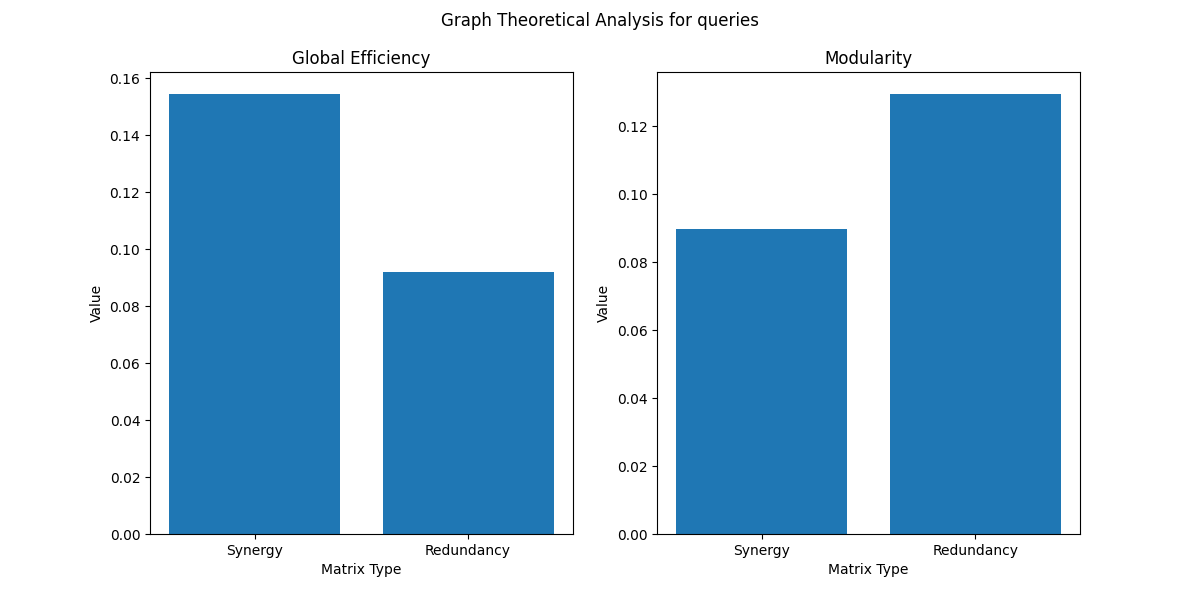 Graph Theoretical Analysis for queries
Global Efficiency
0.16
0.14
0.12
0.10
0.08
0.06
0.04
0.02
0.00
Value
Synergy
Redundancy
Matrix Type
Modularity
0.12
0.10
0.08
0.06
0.04
0.02
0.00
Value
Synergy
Redundancy
Matrix Type